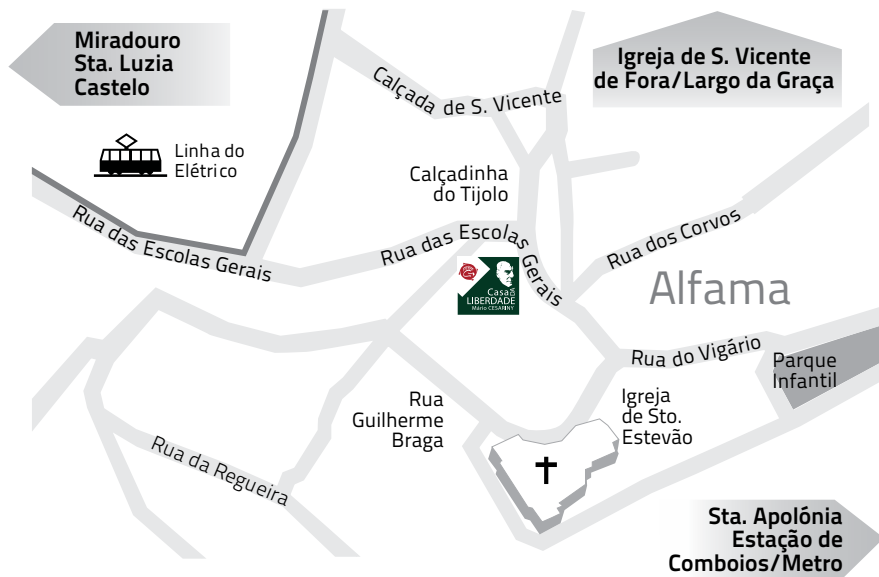 Miradouro
Sta. Luzia
Castelo
Igreja de S. Vicente
de Fora/Largo da Graça
Calçada de S. Vicente
Linha do
Elétrico
Calçadinha
do Tijolo
Rua das Escolas Gerais
Rua das Escolas Gerais
Rua dos Corvos
Casa DA
LIBERDADE
Mário CESARINY
Alfama
Rua do Vigário
Parque
Infantil
Rua
Guilherme
Braga
Igreja
de Sto.
Estevão
Rua da Regueira
Sta. Apolónia
Estação de
Comboios/Metro